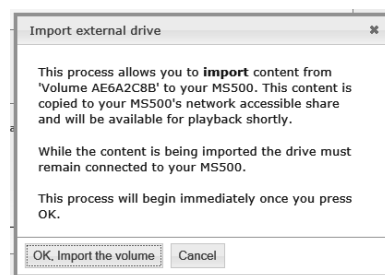 Import external drive
This process allows you to import content from
'Volume AE6A2C8B' to your MS500. This content is
copied to your MS500's network accessible share
and will be available for playback shortly.
While the content is being imported the drive must
remain connected to your MS500.
This process will begin immediately once you press
OK.
OK, Import the volume Cancel